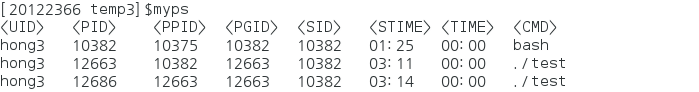 [20122366 temp3]$myps
<UID> <PID> <PPID> <PGID> <SID> <STIME> <TIME> <CMD>
hong3 10382 10375 10382 10382 01:25 00:00 bash
hong3 12663 10382 12663 10382 03:11 00:00 ./test
hong3 12686 12663 12663 10382 03:14 00:00 ./test